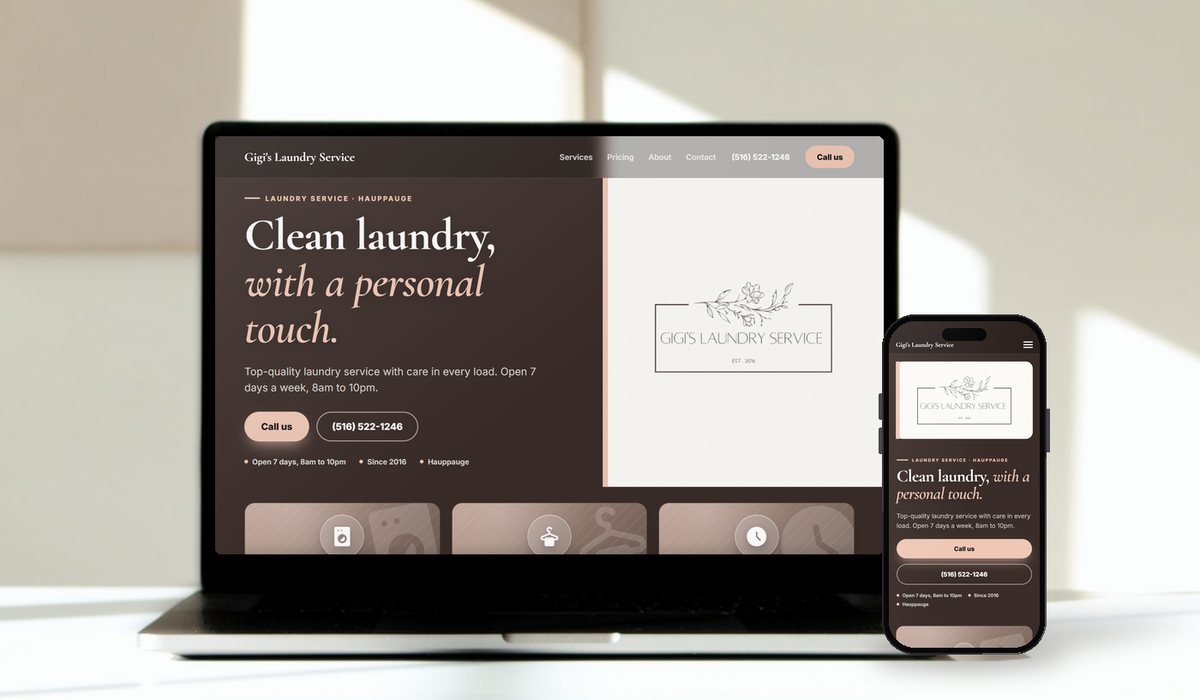 Gigi's Laundry Service
Services Pricing About Contact (516) 522-1246 Call us
LAUNDRY SERVICE · HAUPPAUGE
Clean laundry,
with a personal
touch.
Top-quality laundry service with care in every load. Open 7
days a week, 8am to 10pm.
Call us (516) 522-1246
Open 7 days, 8am to 10pm Since 2016 Hauppauge
GIGI'S LAUNDRY SERVICE
EST . 2016
Gigi's Laundry Service
GIGI'S LAUNDRY SERVICE
EST . 2016
LAUNDRY SERVICE · HAUPPAUGE
Clean laundry, with a
personal touch.
Top-quality laundry service with care in every
load. Open 7 days a week, 8am to 10pm.
Call us
(516) 522-1246
Open 7 days, 8am to 10pm Since 2016
Hauppauge